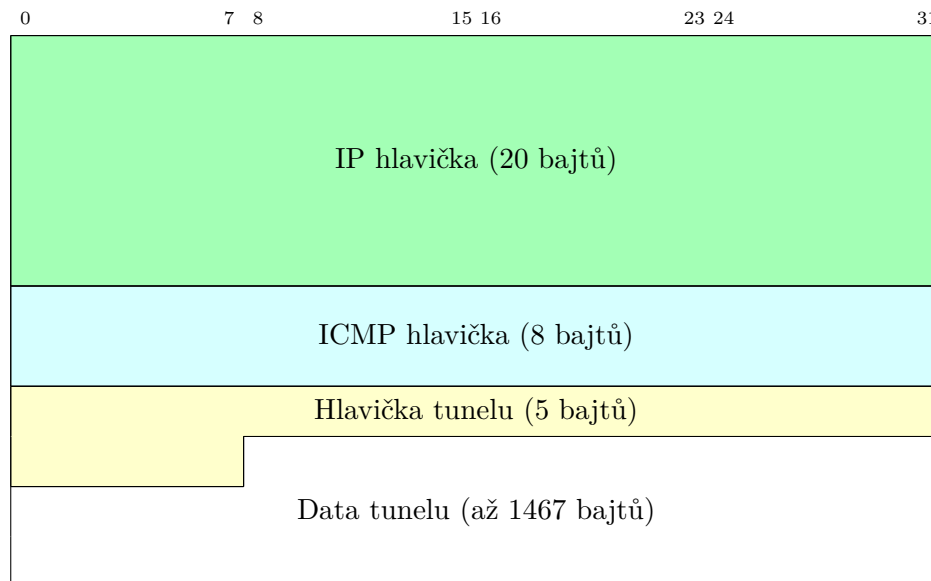 0 7 8 15 16 23 24 31
IP hlavička (20 bajtů)
ICMP hlavička (8 bajtů)
Hlavička tunelu (5 bajtů)
Data tunelu (až 1467 bajtů)